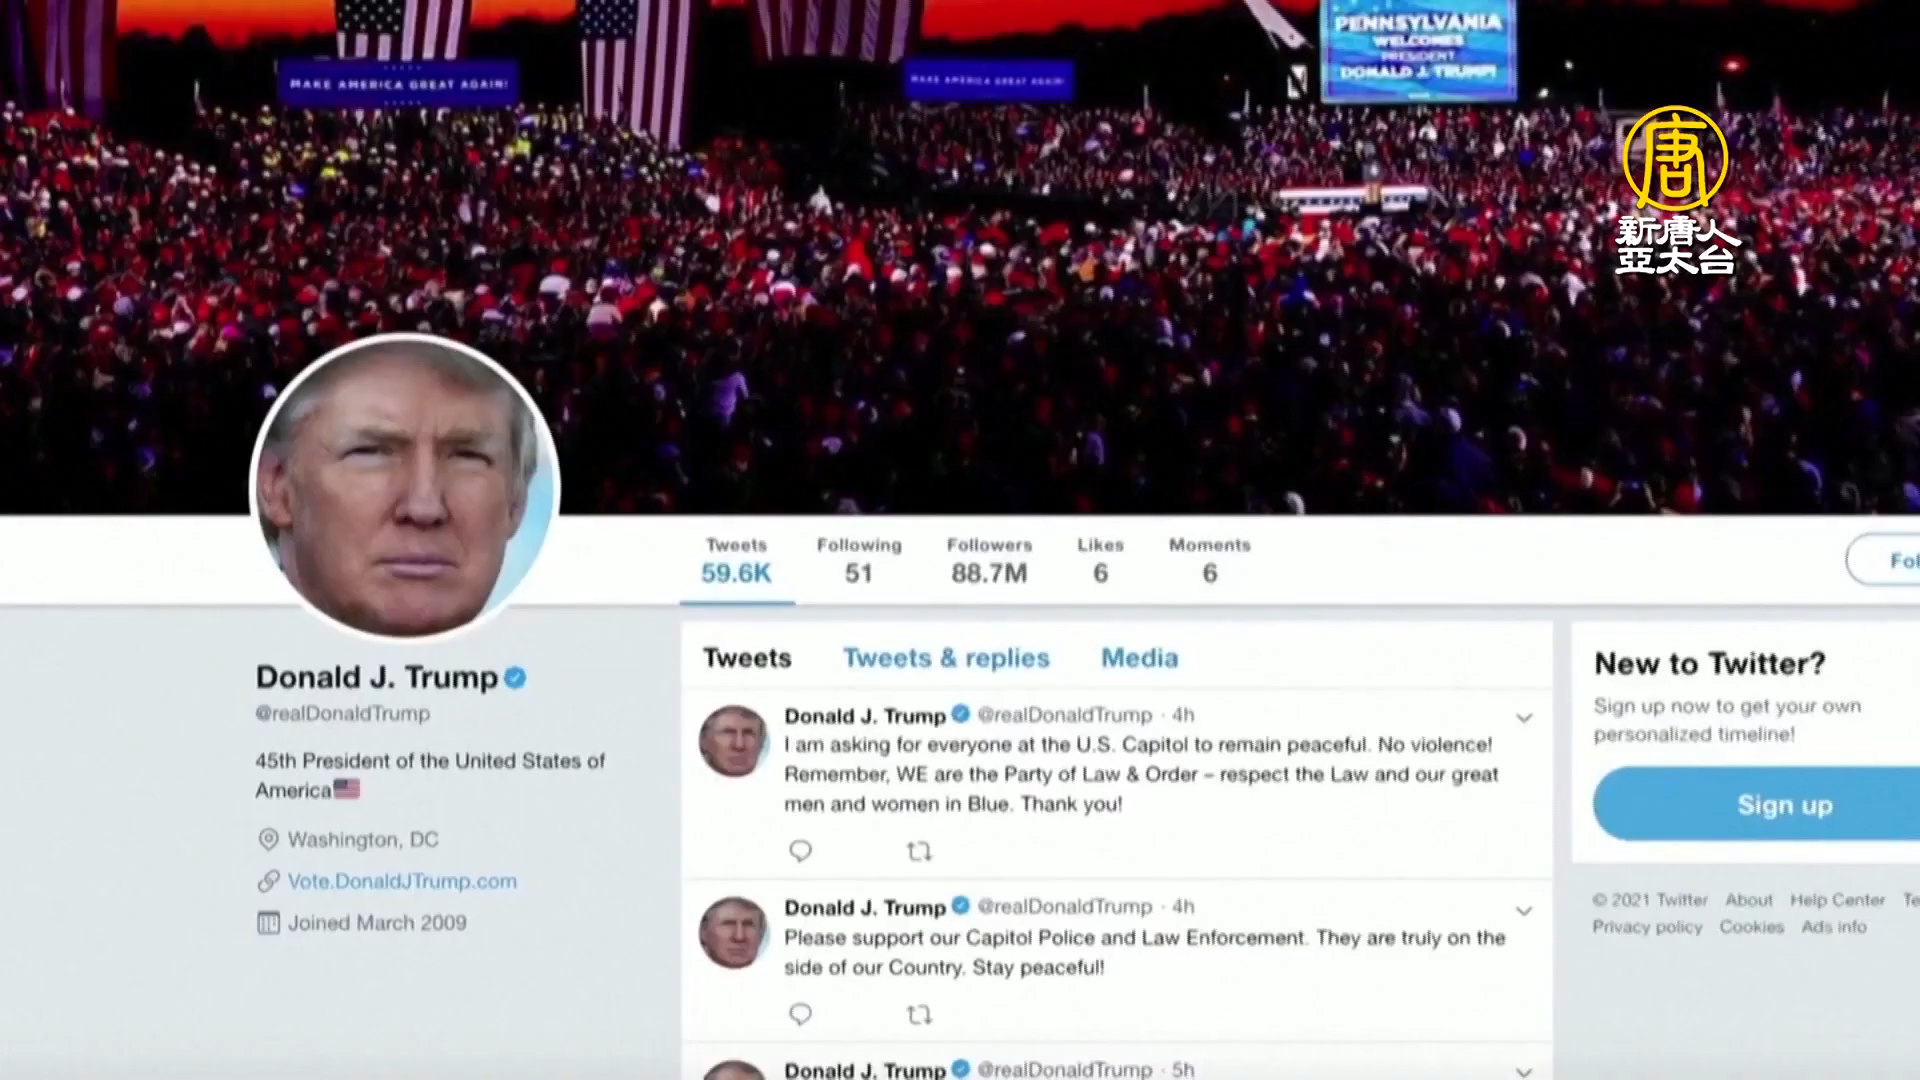 MAKE AMERICA GREAT AGAIN!
MAKE AMERICA GREAT AGAIN!
PENNSYLVANIA
WELCOMES
PRESIDENT
DONALD J. TRUMP!
唐
新唐人
亞太台
Tweets
59.6K
Following
51
Followers
88.7M
Likes
6
Moments
6
Fol
Donald J. Trump
@realDonaldTrump
45th President of the United States of
America
Washington, DC
Vote.DonaldJTrump.com
Joined March 2009
Tweets Tweets & replies Media
Donald J. Trump @realDonaldTrump · 4h
I am asking for everyone at the U.S. Capitol to remain peaceful. No violence!
Remember, WE are the Party of Law & Order – respect the Law and our great
men and women in Blue. Thank you!
Donald J. Trump @realDonaldTrump · 4h
Please support our Capitol Police and Law Enforcement. They are truly on the
side of our Country. Stay peaceful!
Donald J. Trump @realDonaldTrump · 5h
New to Twitter?
Sign up now to get your own
personalized timeline!
Sign up
© 2021 Twitter About Help Center Te
Privacy policy Cookies Ads info